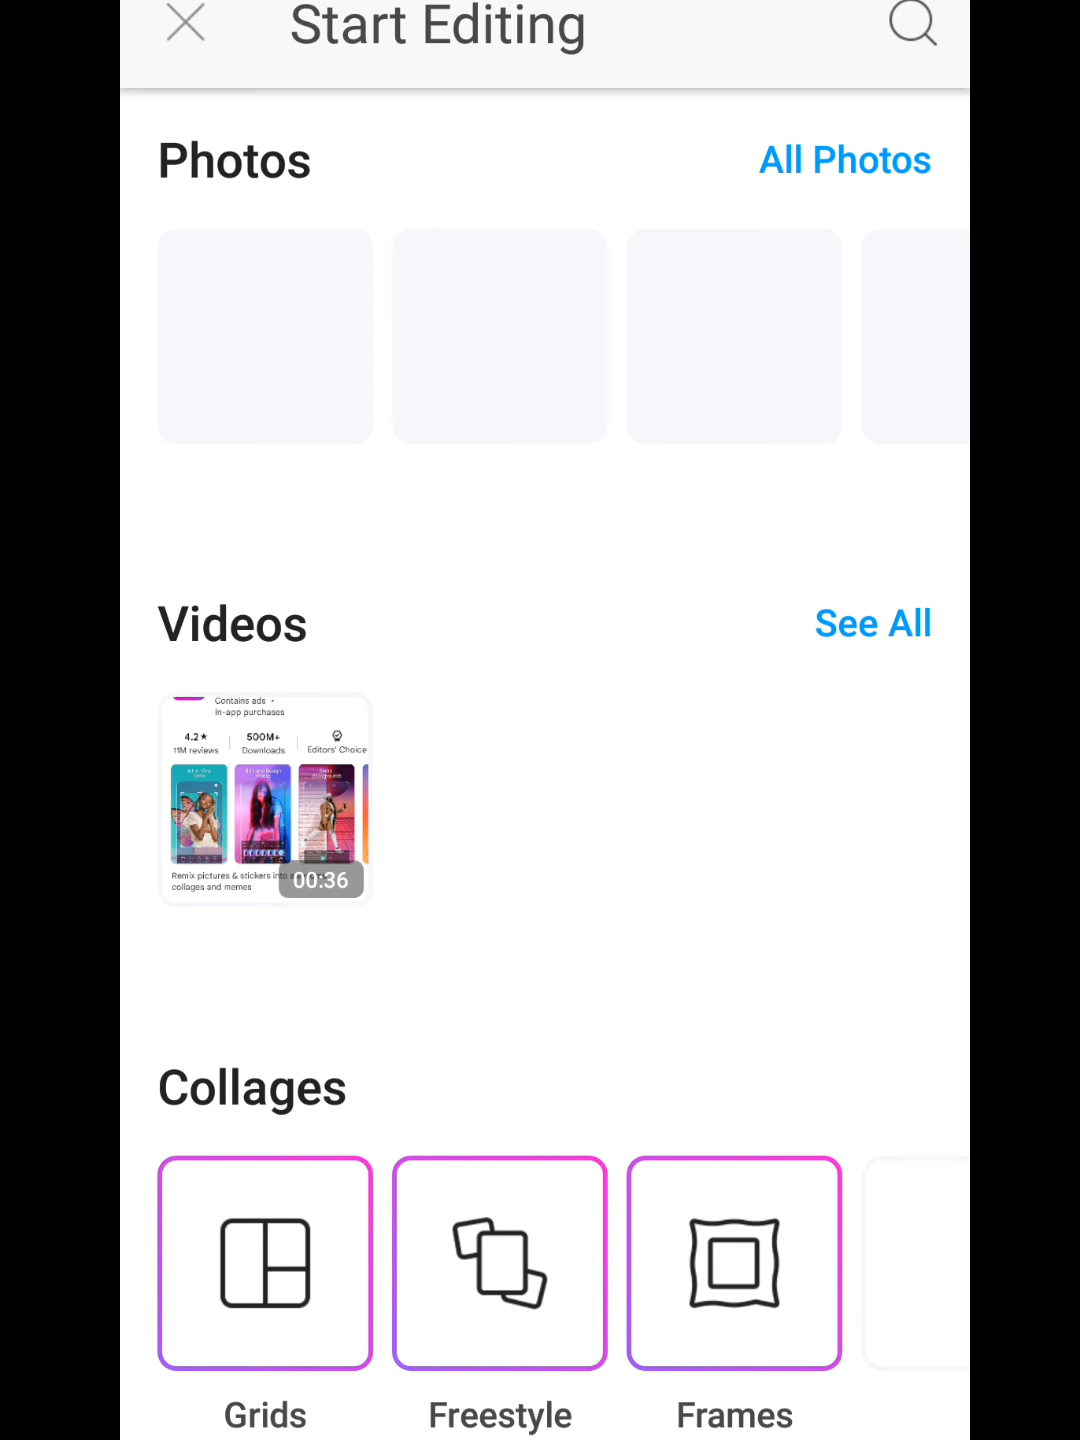 Start Editing
Photos
All Photos
Videos
See All
Contains ads -
In-app purchases
4.2★
500M+
11M reviews
Downloads
Editors' Choice
Remix pictures & stickers into
collages and memes
00:36
Collages
Grids
Freestyle
Frames